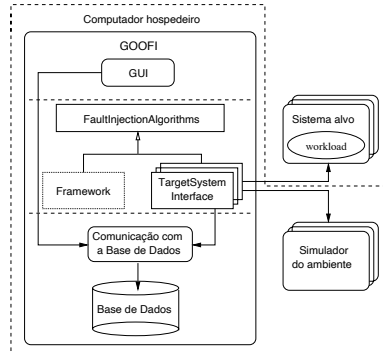 Computador hospedeiro
GOOFI
GUI
FaultInjectionAlgorithms
Sistema alvo
workload
Framework
TargetSystem
Interface
Comunicação com
a Base de Dados
Simulador
do ambiente
Base de Dados